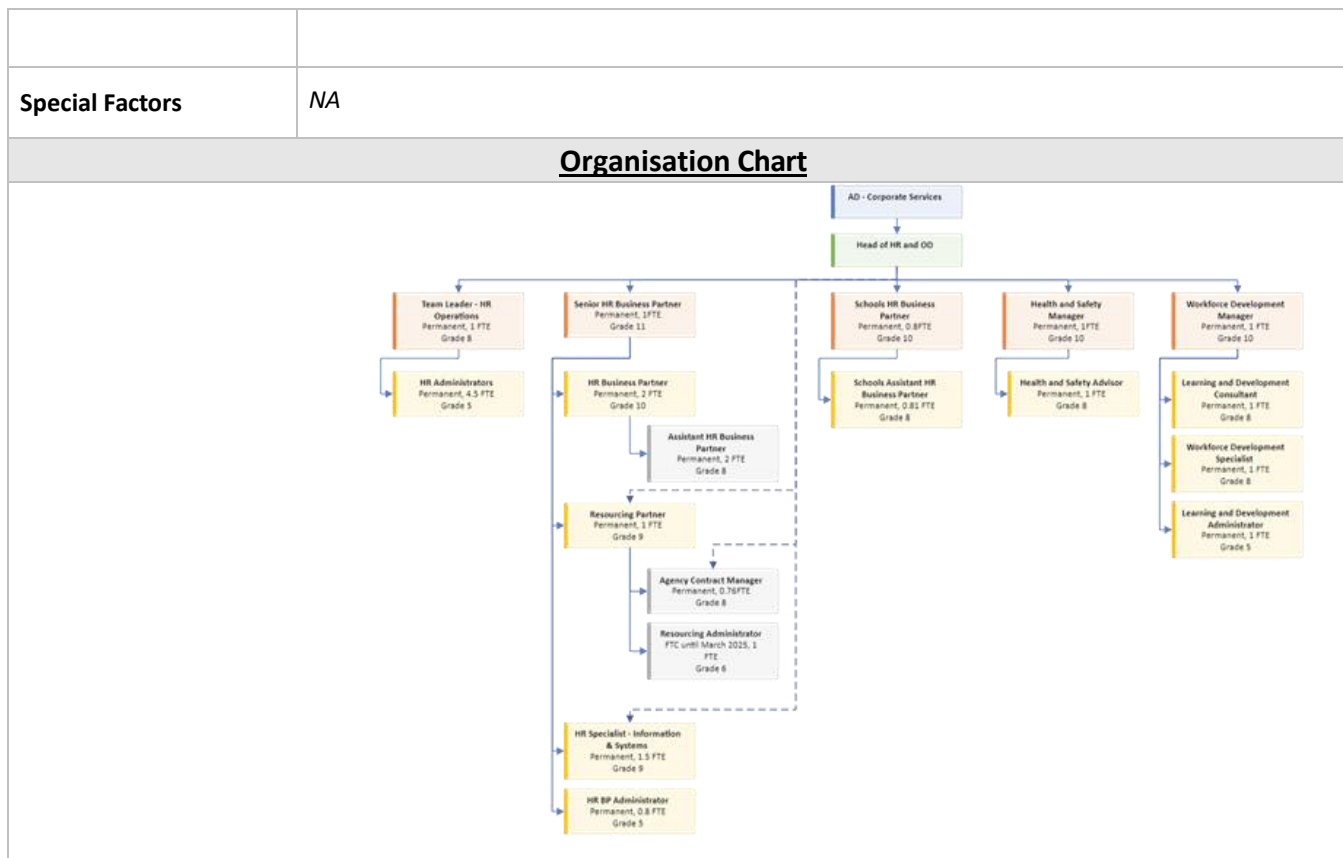 Special Factors
NA
Organisation Chart
AD - Corporate Services
Head of HR and OD
Team Leader - HR
Operations
Permanent, 1 FTE
Grade 8
Senior HR Business Partner
Permanent, 1FTE
Grade 11
Schools HR Business
Partner
Permanent, 0.8FTE
Grade 10
Health and Safety
Manager
Permanent, 1FTE
Grade 10
Workforce Development
Manager
Permanent, 1 FTE
Grade 10
HR Administrators
Permanent, 4.5 FTE
Grade 5
HR Business Partner
Permanent, 2 FTE
Grade 10
Schools Assistant HR
Business Partner
Permanent, 0.81 FTE
Grade 8
Health and Safety Advisor
Permanent, 1 FTE
Grade 8
Learning and Development
Consultant
Permanent, 1 FTE
Grade 8
Assistant HR Business
Partner
Permanent, 2 FTE
Grade 8
Workforce Development
Specialist
Permanent, 1 FTE
Grade 8
Resourcing Partner
Permanent, 1 FTE
Grade 9
Learning and Development
Administrator
Permanent, 1 FTE
Grade 5
Agency Contract Manager
Permanent, 0.76FTE
Grade 8
Resourcing Administrator
FTC until March 2025, 1
FTE
Grade 6
HR Specialist - Information
& Systems
Permanent, 1.5 FTE
Grade 9
HR BP Administrator
Permanent, 0.8 FTE
Grade 5